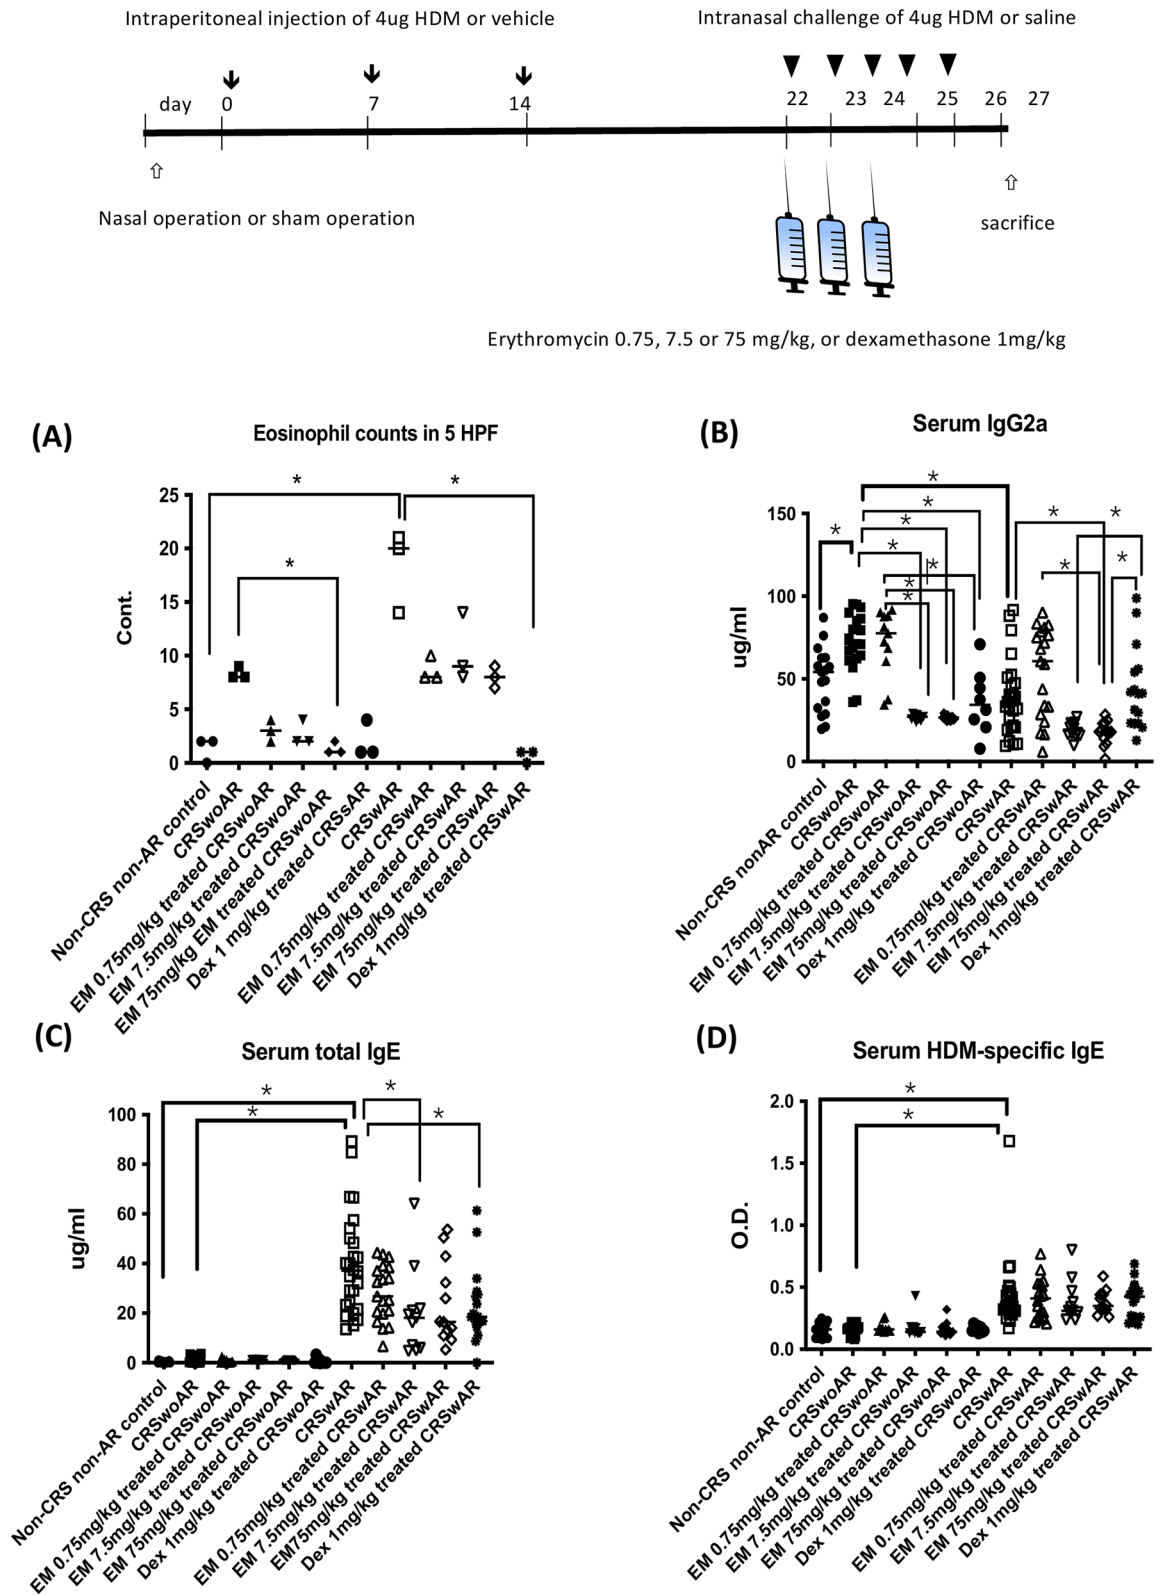 Intraperitoneal injection of 4ug HDM or vehicle
Intranasal challenge of 4ug HDM or saline
day 0 7 14 22 23 24 25 26 27
Nasal operation or sham operation
sacrifice
Erythromycin 0.75, 7.5 or 75 mg/kg, or dexamethasone 1mg/kg
(A)
Eosinophil counts in 5 HPF
Cont.
25
20
15
10
5
0
*
*
*
Non-CRS non-AR control
CRSwoAR
EM 0.75mg/kg treated CRSwoAR
EM 7.5mg/kg treated CRSwoAR
EM 75mg/kg EM treated CRSwoAR
Dex 1 mg/kg treated CRSsAR
CRSwAR
EM 0.75mg/kg treated CRSwAR
EM 7.5mg/kg treated CRSwAR
EM 75mg/kg treated CRSwAR
Dex 1mg/kg treated CRSwAR
(B)
Serum IgG2a
ug/ml
150
100
50
0
*
*
*
*
*
*
*
*
*
*
*
*
Non-CRS nonAR control
CRSwoAR
EM 0.75mg/kg treated CRSwoAR
EM 7.5mg/kg treated CRSwoAR
EM 75mg/kg treated CRSwoAR
Dex 1mg/kg treated CRSwoAR
CRSwAR
EM 0.75mg/kg treated CRSwAR
EM 7.5mg/kg treated CRSwAR
EM 75mg/kg treated CRSwAR
Dex 1mg/kg treated CRSwAR
(C)
Serum total IgE
ug/ml
100
80
60
40
20
0
*
*
*
*
Non-CRS non-AR control
CRSwoAR
EM 0.75mg/kg treated CRSwoAR
EM 7.5mg/kg treated CRSwoAR
EM 75mg/kg treated CRSwoAR
Dex 1mg/kg treated CRSwoAR
CRSwAR
EM 0.75mg/kg treated CRSwAR
EM 7.5mg/kg treated CRSwAR
EM75mg/kg treated CRSwAR
Dex 1mg/kg treated CRSwAR
(D)
Serum HDM-specific IgE
O.D.
2.0
1.5
1.0
0.5
0.0
*
*
Non-CRS non-AR control
CRSwoAR
EM 0.75mg/kg treated CRSwoAR
EM 7.5mg/kg treated CRSwoAR
EM 75mg/kg treated CRSwoAR
Dex 1mg/kg treated CRSwoAR
CRSwAR
EM 0.75mg/kg treated CRSwAR
EM 7.5mg/kg treated CRSwAR
EM 75mg/kg treated CRSwAR
Dex 1mg/kg treated CRSwAR